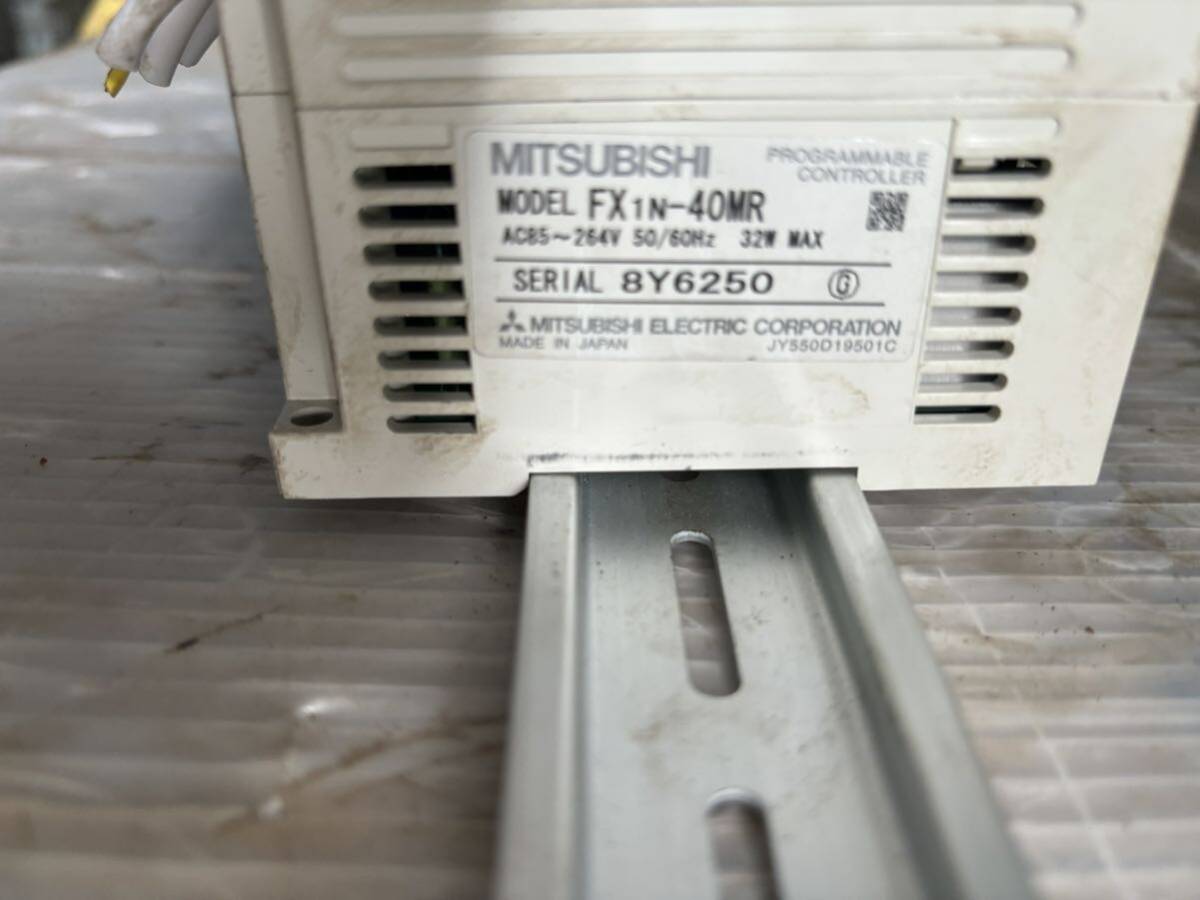 MITSUBISHI
PROGRAMMABLE
CONTROLLER
MODEL FX1N-40MR
AC85~264V 50/60Hz 32W MAX
SERIAL 8Y6250 G
MITSUBISHI ELECTRIC CORPORATION
MADE IN JAPAN JY550D19501C